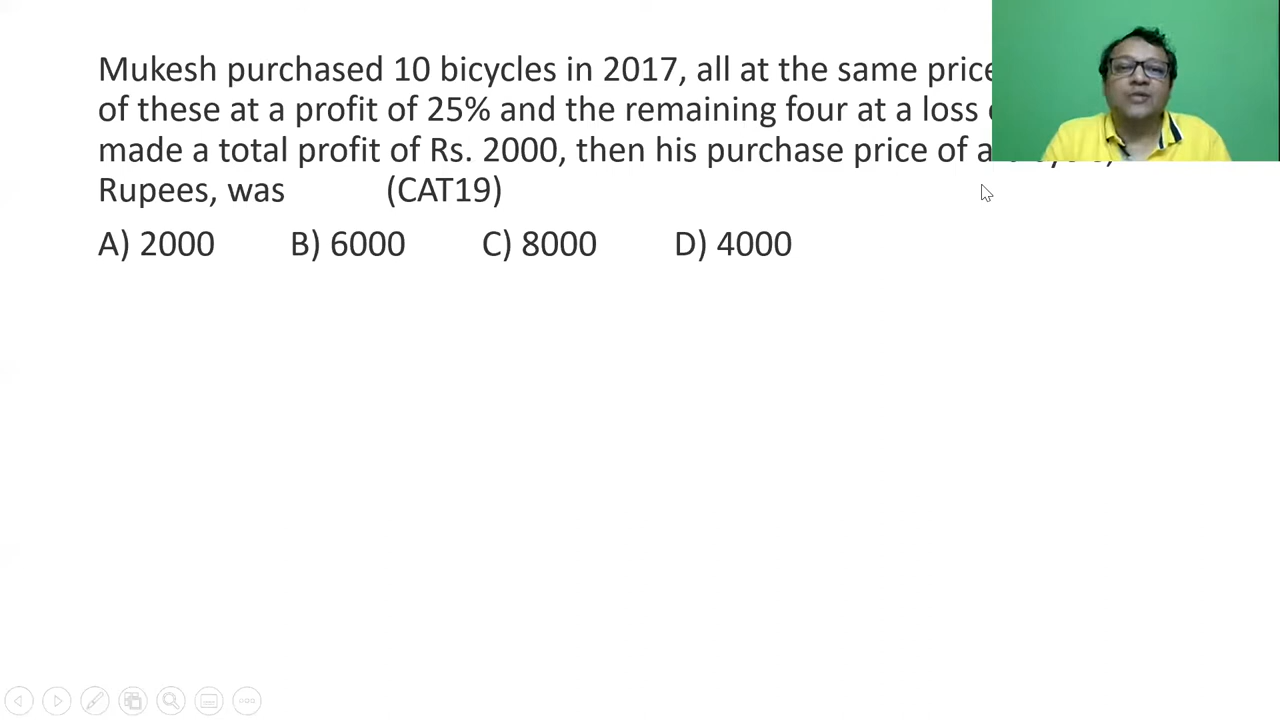 Mukesh purchased 10 bicycles in 2017, all at the same price
of these at a profit of 25% and the remaining four at a loss
made a total profit of Rs. 2000, then his purchase price of
Rupees, was (CAT19)
A) 2000 B) 6000 C) 8000 D) 4000